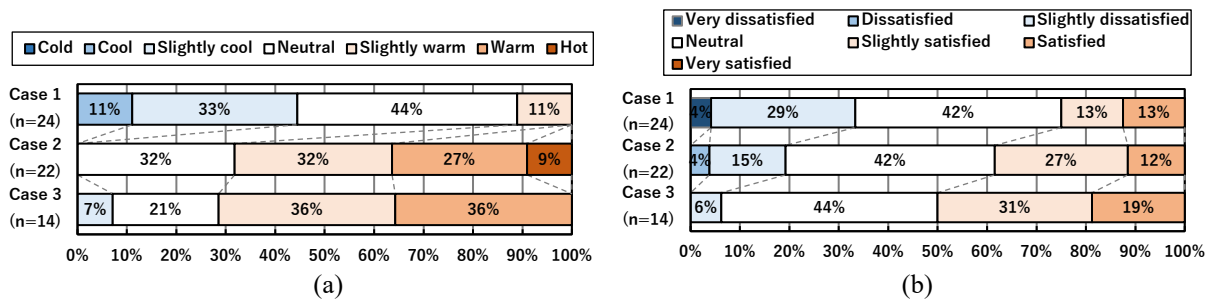 Cold Cool Slightly cool Neutral Slightly warm Warm Hot
Case 1
(n=24)
11% 33% 44% 11%
Case 2
(n=22)
32% 32% 27% 9%
Case 3
(n=14)
7% 21% 36% 36%
0% 10% 20% 30% 40% 50% 60% 70% 80% 90% 100%
(a)
Very dissatisfied Dissatisfied Slightly dissatisfied
Neutral Slightly satisfied Satisfied
Very satisfied
Case 1
(n=24)
4% 29% 42% 13% 13%
Case 2
(n=22)
4% 15% 42% 27% 12%
Case 3
(n=14)
6% 44% 31% 19%
0% 10% 20% 30% 40% 50% 60% 70% 80% 90% 100%
(b)